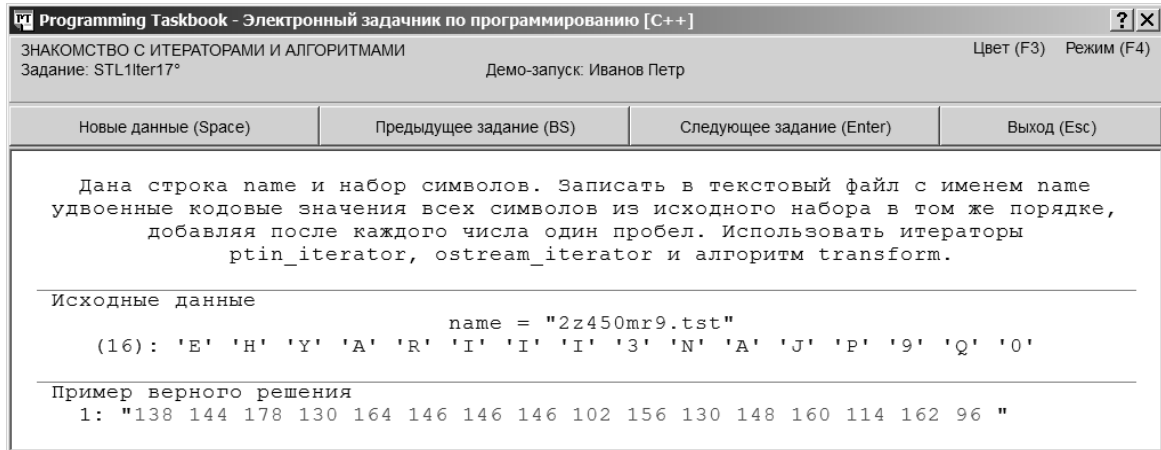 Programming Taskbook - Электронный задачник по программированию [C++]
ЗНАКОМСТВО С ИТЕРАТОРАМИ И АЛГОРИТМАМИ
Цвет (F3) Режим (F4)
Задание: STL1Iter17°
Демо-запуск: Иванов Петр
Новые данные (Space)
Предыдущее задание (BS)
Следующее задание (Enter)
Выход (Esc)
Дана строка name и набор символов. Записать в текстовый файл с именем name
удвоенные кодовые значения всех символов из исходного набора в том же порядке,
добавляя после каждого числа один пробел. Использовать итераторы
ptin_iterator, ostream_iterator и алгоритм transform.
Исходные данные
name = "2z450mr9.tst"
(16): 'E' 'H' 'Y' 'A' 'R' 'I' 'I' 'I' '3' 'N' 'A' 'J' 'P' '9' 'Q' '0'
Пример верного решения
1: "138 144 178 130 164 146 146 146 102 156 130 148 160 114 162 96 "